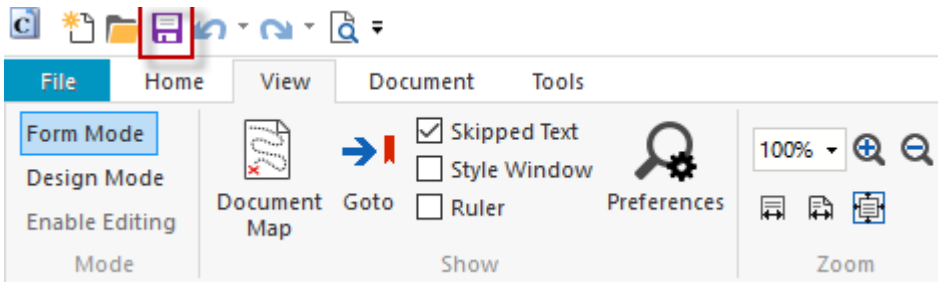 C
File Home View Document Tools
Form Mode
Design Mode
Enable Editing
Mode
Document
Map
Goto
Skipped Text
Style Window
Ruler
Preferences
Show
100%
Zoom